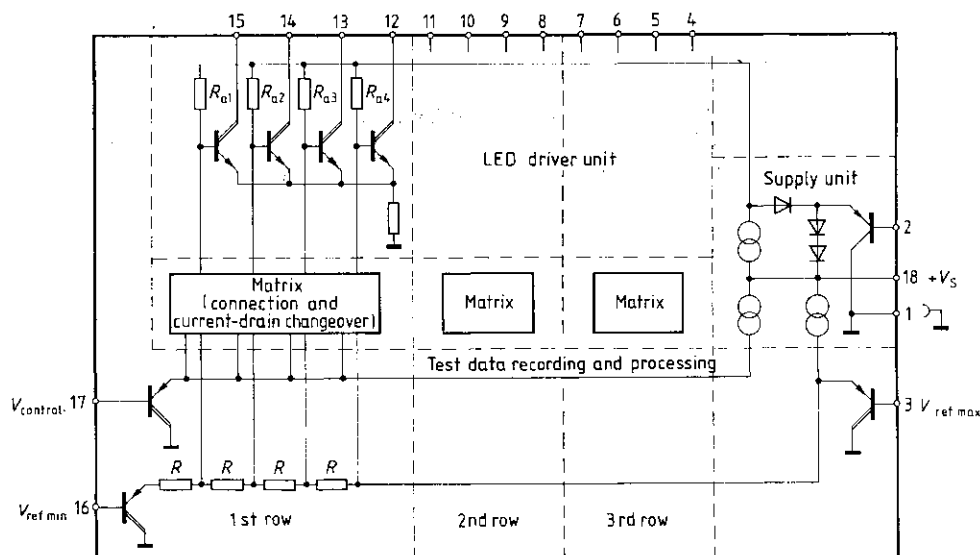 15 14 13 12 11 10 9 8 7 6 5 4
Ra1 Ra2 Ra3 Ra4
LED driver unit
Supply unit
2
18 +VS
1
Matrix
(connection and
current-drain changeover)
Matrix
Matrix
Test data recording and processing
Vcontrol. 17
3 Vref max
R R R R
Vref min 16
1st row 2nd row 3rd row